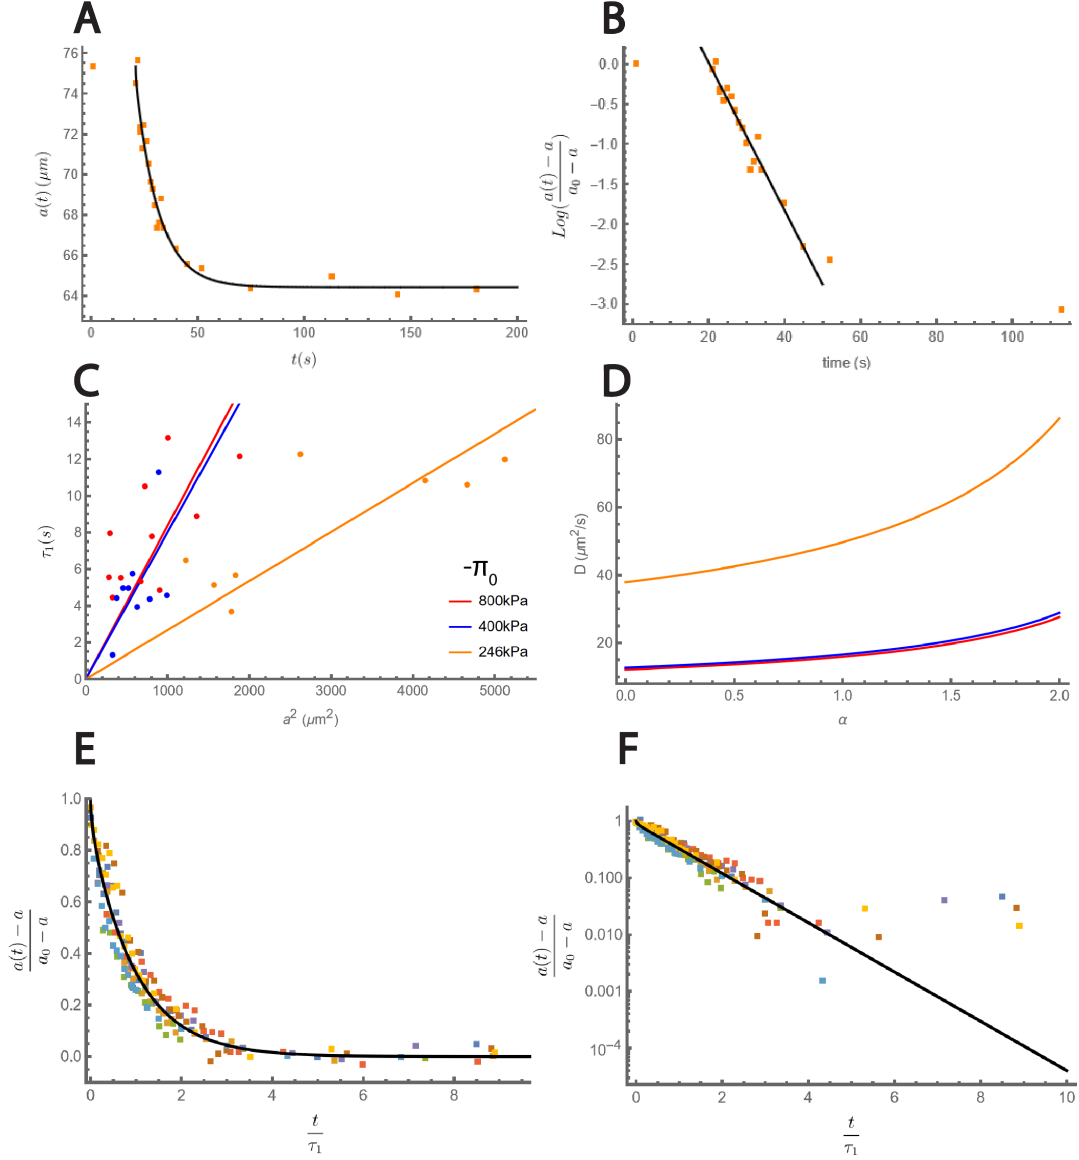 A
76
74
72
70
68
66
64
a(t) (μm)
0 50 100 150 200
t(s)
B
0.0
−0.5
−1.0
−1.5
−2.0
−2.5
−3.0
Log(a(t) − a / a₀ − a)
0 20 40 60 80 100
time (s)
C
14
12
10
8
6
4
2
0
τ₁(s)
-π₀
800kPa
400kPa
246kPa
0 1000 2000 3000 4000 5000
a² (μm²)
D
80
60
40
20
D (μm²/s)
0.0 0.5 1.0 1.5 2.0
α
E
1.0
0.8
0.6
0.4
0.2
0.0
a(t) − a
a₀ − a
0 2 4 6 8
t
τ₁
F
1
0.100
0.010
0.001
10⁻⁴
a(t) − a
a₀ − a
0 2 4 6 8 10
t
τ₁